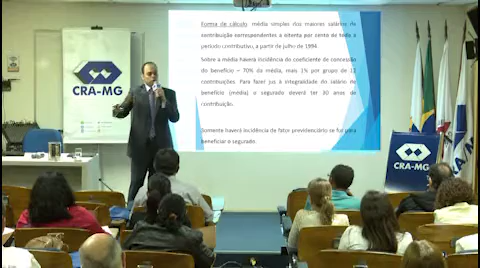 Forma de cálculo: média simples dos maiores salários de
contribuição correspondentes a oitenta por cento de todo o
período contributivo, a partir de julho de 1994
Sobre a média haverá incidência do coeficiente de concessão
do benefício – 70% da média, mais 1% por grupo de 12
contribuições. Para fazer jus à integralidade do salário de
benefício (média) o segurado deverá ter 30 anos de
contribuição.
Somente haverá incidência de fator previdenciário se for para
beneficiar o segurado.
CRA-MG
CRA-MG